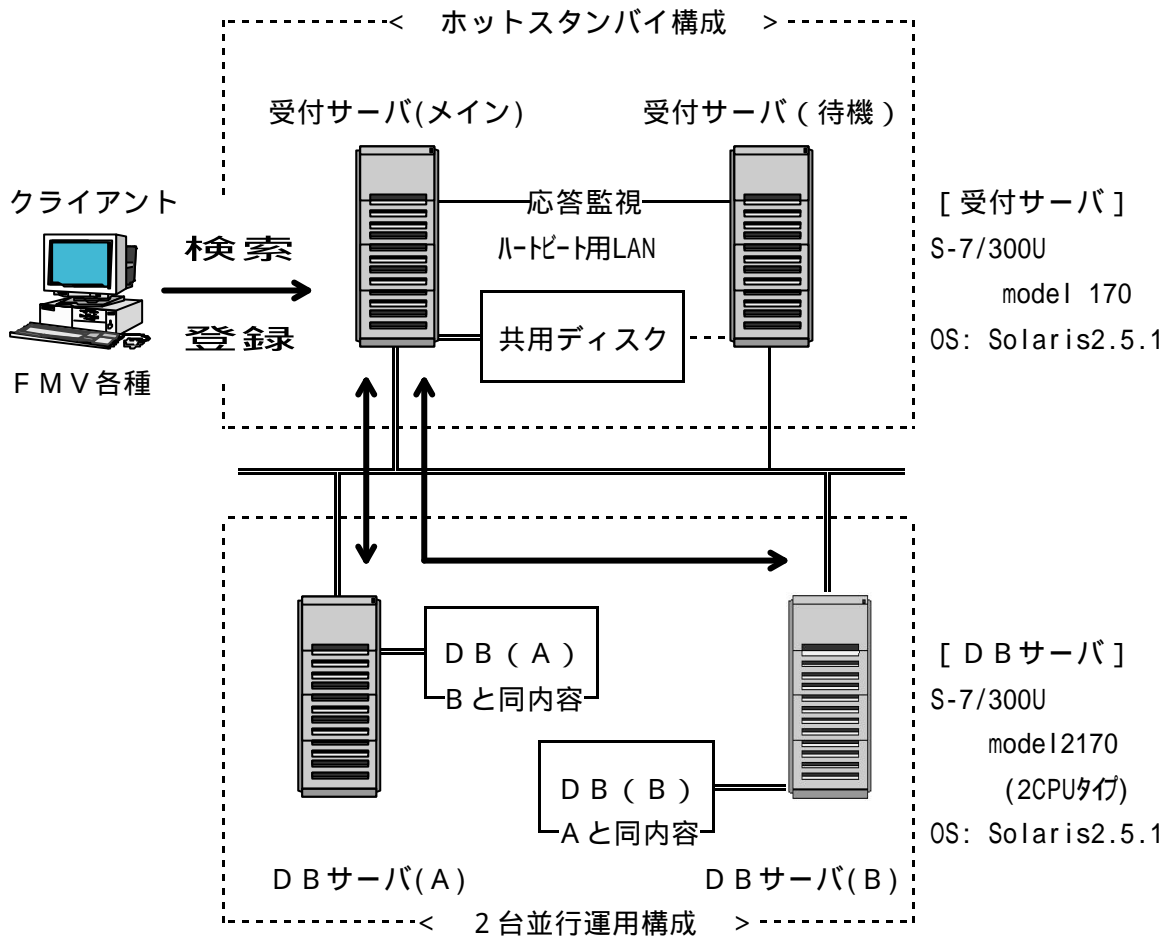 < ホットスタンバイ構成 >
受付サーバ(メイン)
受付サーバ（待機）
クライアント
検索
登録
ＦＭＶ各種
応答監視
ﾊｰﾄﾋﾞｰﾄ用LAN
共用ディスク
［受付サーバ］
S-7/300U
model 170
OS: Solaris2.5.1
ＤＢ（Ａ）
Ｂと同内容
ＤＢ（Ｂ）
Ａと同内容
［ＤＢサーバ］
S-7/300U
model2170
(2CPUﾀｲﾌﾟ)
OS: Solaris2.5.1
ＤＢサーバ(Ａ)
ＤＢサーバ(Ｂ)
< ２台並行運用構成 >